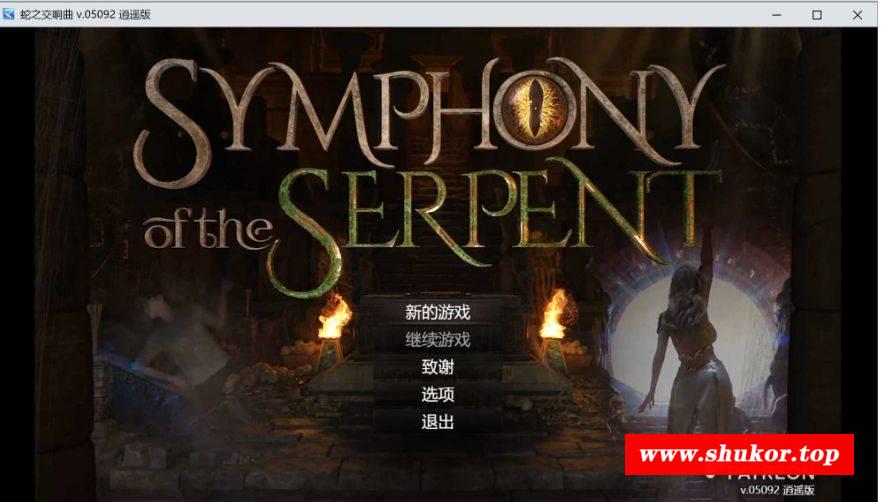 蛇之交响曲 v.05092 逍遥版
SYMPHONY
of the SERPENT
新的游戏
继续游戏
致谢
选项
退出
www.shukor.top
PATREON
v.05092 逍遥版